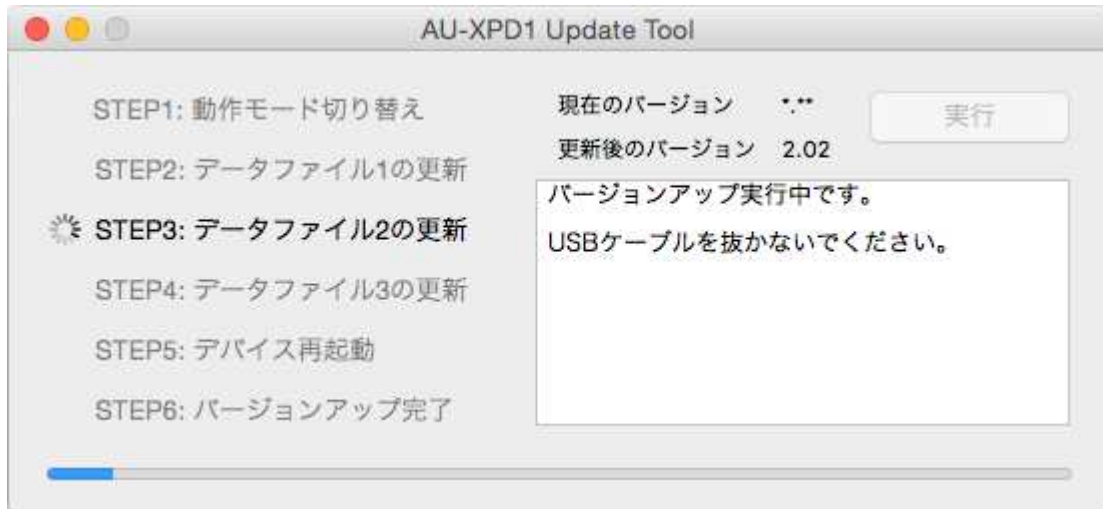 AU-XPD1 Update Tool
STEP1: 動作モード切り替え
STEP2: データファイル1の更新
STEP3: データファイル2の更新
STEP4: データファイル3の更新
STEP5: デバイス再起動
STEP6: バージョンアップ完了
現在のバージョン *.**
更新後のバージョン 2.02
実行
バージョンアップ実行中です。
USBケーブルを抜かないでください。